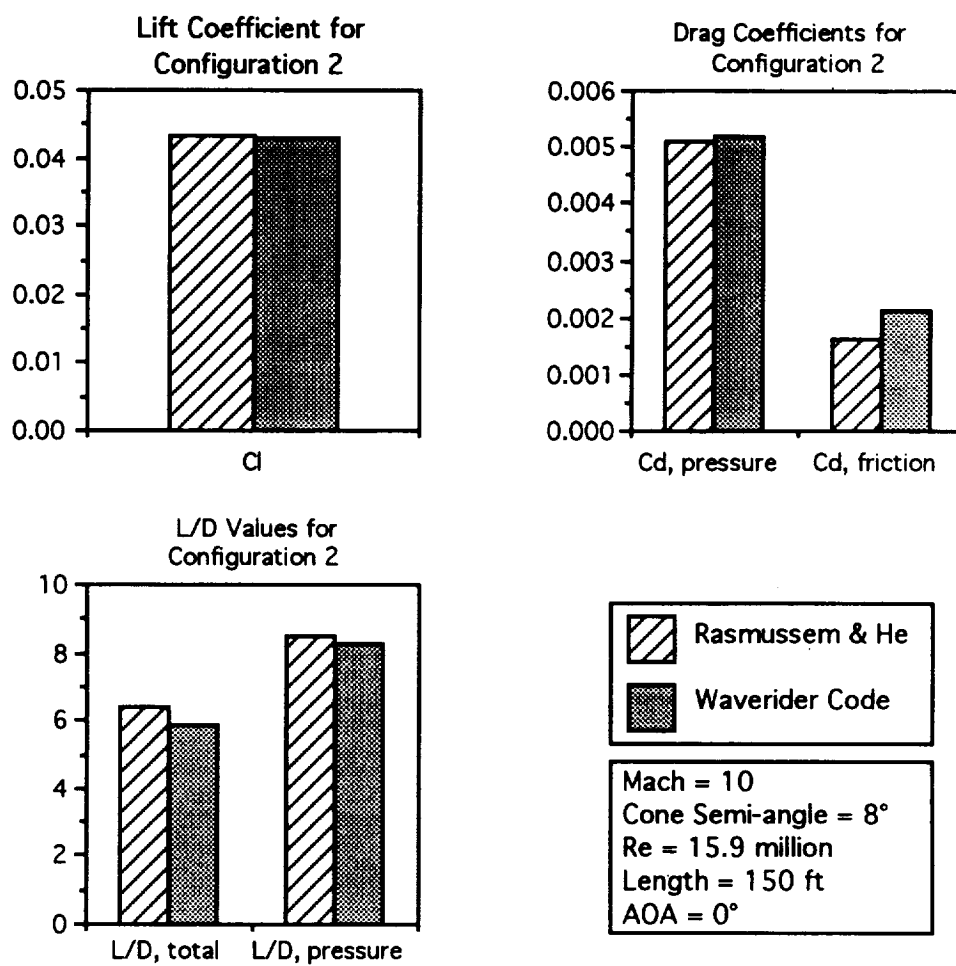 Lift Coefficient for
Configuration 2
0.05
0.04
0.03
0.02
0.01
0.00
Cl
Drag Coefficients for
Configuration 2
0.006
0.005
0.004
0.003
0.002
0.001
0.000
Cd, pressure
Cd, friction
L/D Values for
Configuration 2
10
8
6
4
2
0
L/D, total
L/D, pressure
Rasmussem & He
Waverider Code
Mach = 10
Cone Semi-angle = 8°
Re = 15.9 million
Length = 150 ft
AOA = 0°